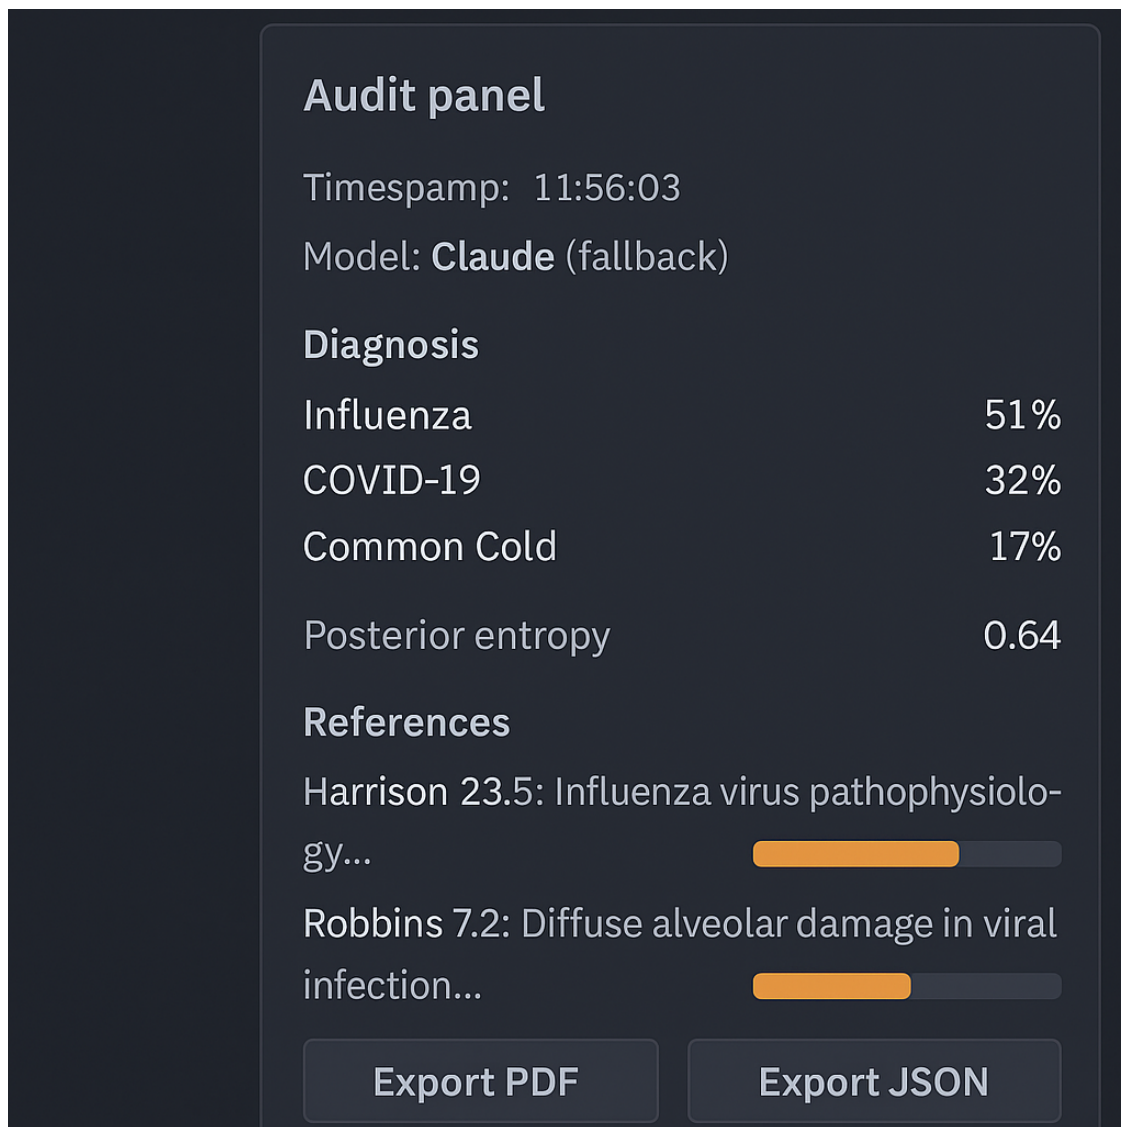 Audit panel
Timespamp: 11:56:03
Model: Claude (fallback)
Diagnosis
Influenza 51%
COVID-19 32%
Common Cold 17%
Posterior entropy 0.64
References
Harrison 23.5: Influenza virus pathophysiolo-
gy...
Robbins 7.2: Diffuse alveolar damage in viral
infection...
Export PDF Export JSON